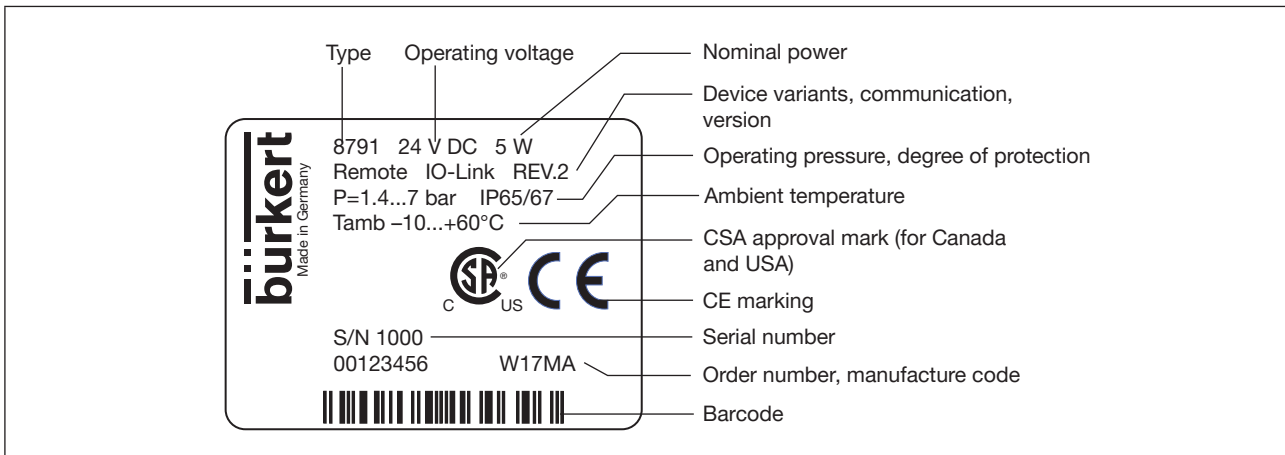 Type Operating voltage
Nominal power
Device variants, communication,
version
Operating pressure, degree of protection
Ambient temperature
CSA approval mark (for Canada
and USA)
CE marking
Serial number
Order number, manufacture code
Barcode
bürkert
Made in Germany
8791 24 V DC 5 W
Remote IO-Link REV.2
P=1.4...7 bar IP65/67
Tamb –10...+60°C
C SA ® US CE
S/N 1000
00123456 W17MA